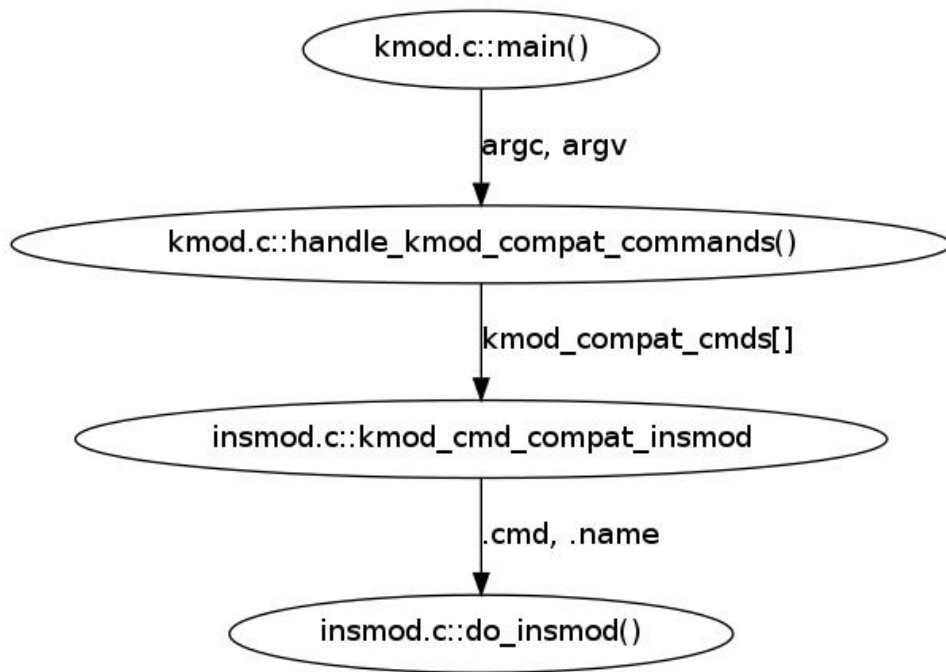 kmod.c::main()
argc, argv
kmod.c::handle_kmod_compat_commands()
kmod_compat_cmds[]
insmod.c::kmod_cmd_compat_insmod
.cmd, .name
insmod.c::do_insmod()